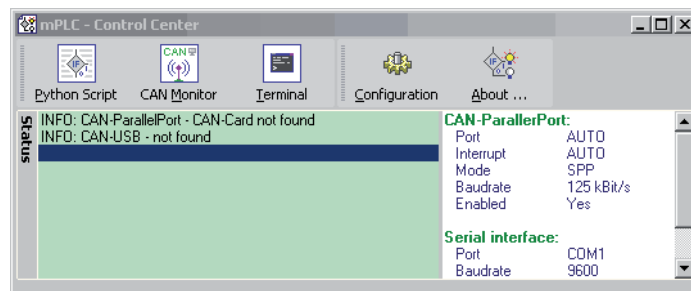 mPLC - Control Center
CAN
Python Script CAN Monitor Terminal Configuration About ...
Status
INFO: CAN-ParallelPort - CAN-Card not found
INFO: CAN-USB - not found
CAN-ParallerPort:
Port AUTO
Interrupt AUTO
Mode SPP
Baudrate 125 kBit/s
Enabled Yes
Serial interface:
Port COM1
Baudrate 9600